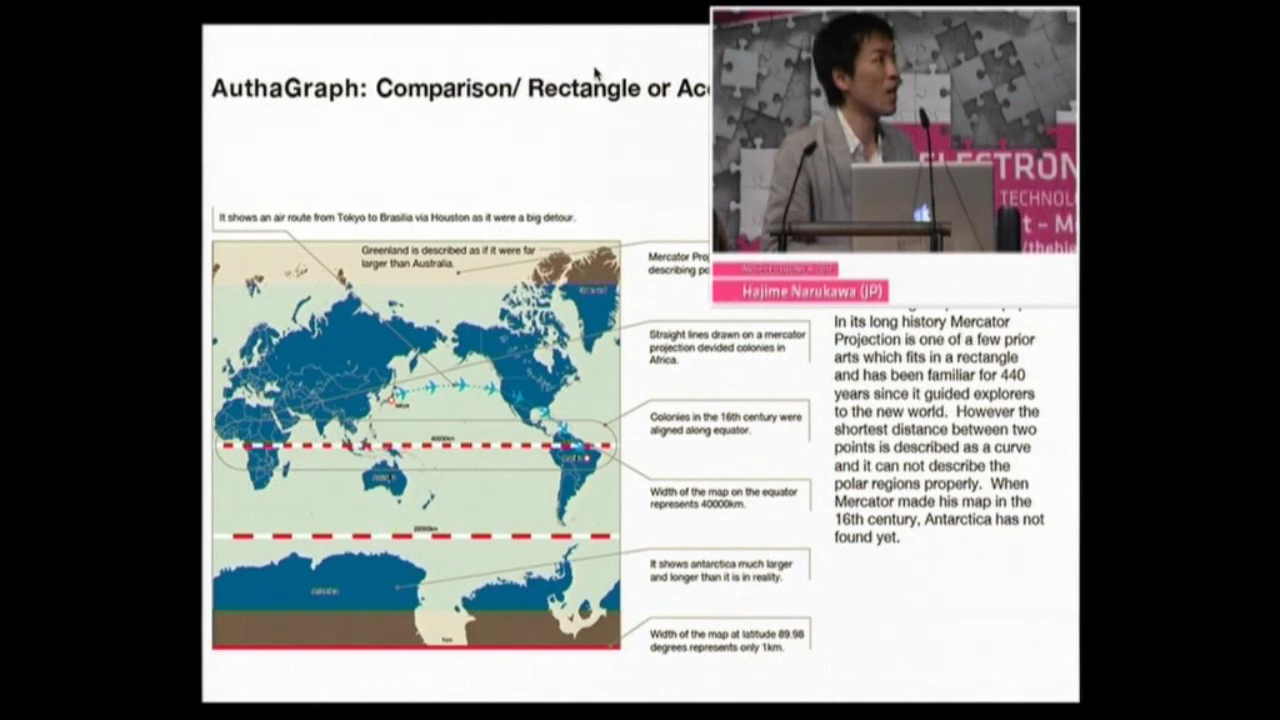 AuthaGraph: Comparison/ Rectangle or Acc
It shows an air route from Tokyo to Brasilia via Houston as it were a big detour.
Greenland is described as if it were far
larger than Australia.
Mercator Pro
describing po
Straight lines drawn on a mercator
projection devided colonies in
Africa.
Colonies in the 16th century were
aligned along equator.
Width of the map on the equator
represents 40000km.
It shows antarctica much larger
and longer than it is in reality.
Width of the map at latitude 89.98
degrees represents only 1km.
40000km
1km
ELECTRON
TECHNOL
t - M
/theble
Hajime Narukawa (JP)
In its long history Mercator
Projection is one of a few prior
arts which fits in a rectangle
and has been familiar for 440
years since it guided explorers
to the new world. However the
shortest distance between two
points is described as a curve
and it can not describe the
polar regions properly. When
Mercator made his map in the
16th century, Antarctica has not
found yet.